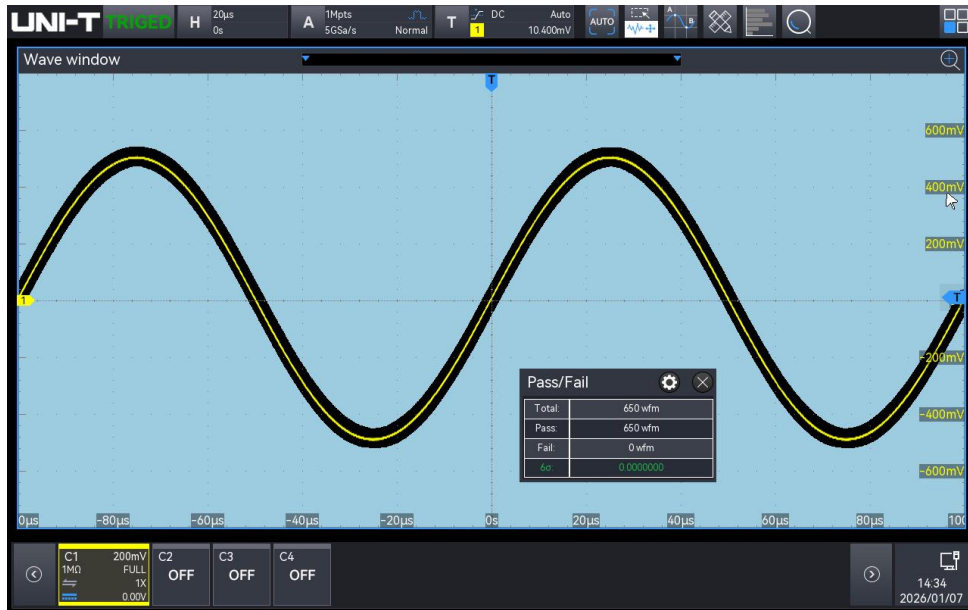 UNI-T TRIGED H 20μs 0s A 1Mpts 5GSa/s Normal T DC 1 Auto 10.400mV AUTO A B
Wave window
T
600mV
400mV
200mV
1
T
-200mV
-400mV
-600mV
Pass/Fail
Total: 650 wfm
Pass: 650 wfm
Fail: 0 wfm
6σ: 0.0000000
0μs -80μs -60μs -40μs -20μs 0s 20μs 40μs 60μs 80μs 100
C1 200mV
1MΩ FULL
1X
0.00V
C2 OFF
C3 OFF
C4 OFF
14:34
2026/01/07